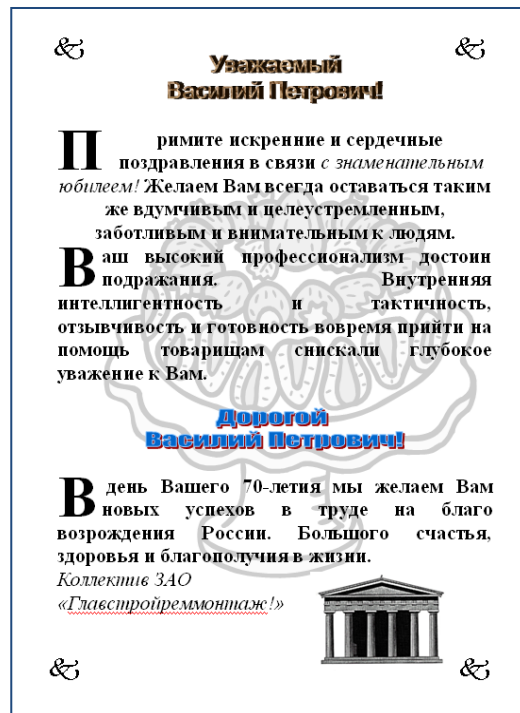 Уважаемый
Василий Петрович!
Примите искренние и сердечные
поздравления в связи с знаменательным
юбилеем! Желаем Вам всегда оставаться таким
же вдумчивым и целеустремленным,
заботливым и внимательным к людям.
Ваш высокий профессионализм достоин
подражания. Внутренняя
интеллигентность и тактичность,
отзывчивость и готовность вовремя прийти на
помощь товарищам снискали глубокое
уважение к Вам.
Дорогой
Василий Петрович!
В день Вашего 70-летия мы желаем Вам
новых успехов в труде на благо
возрождения России. Большого счастья,
здоровья и благополучия в жизни.
Коллектив ЗАО
«Главстройреммонтаж!»